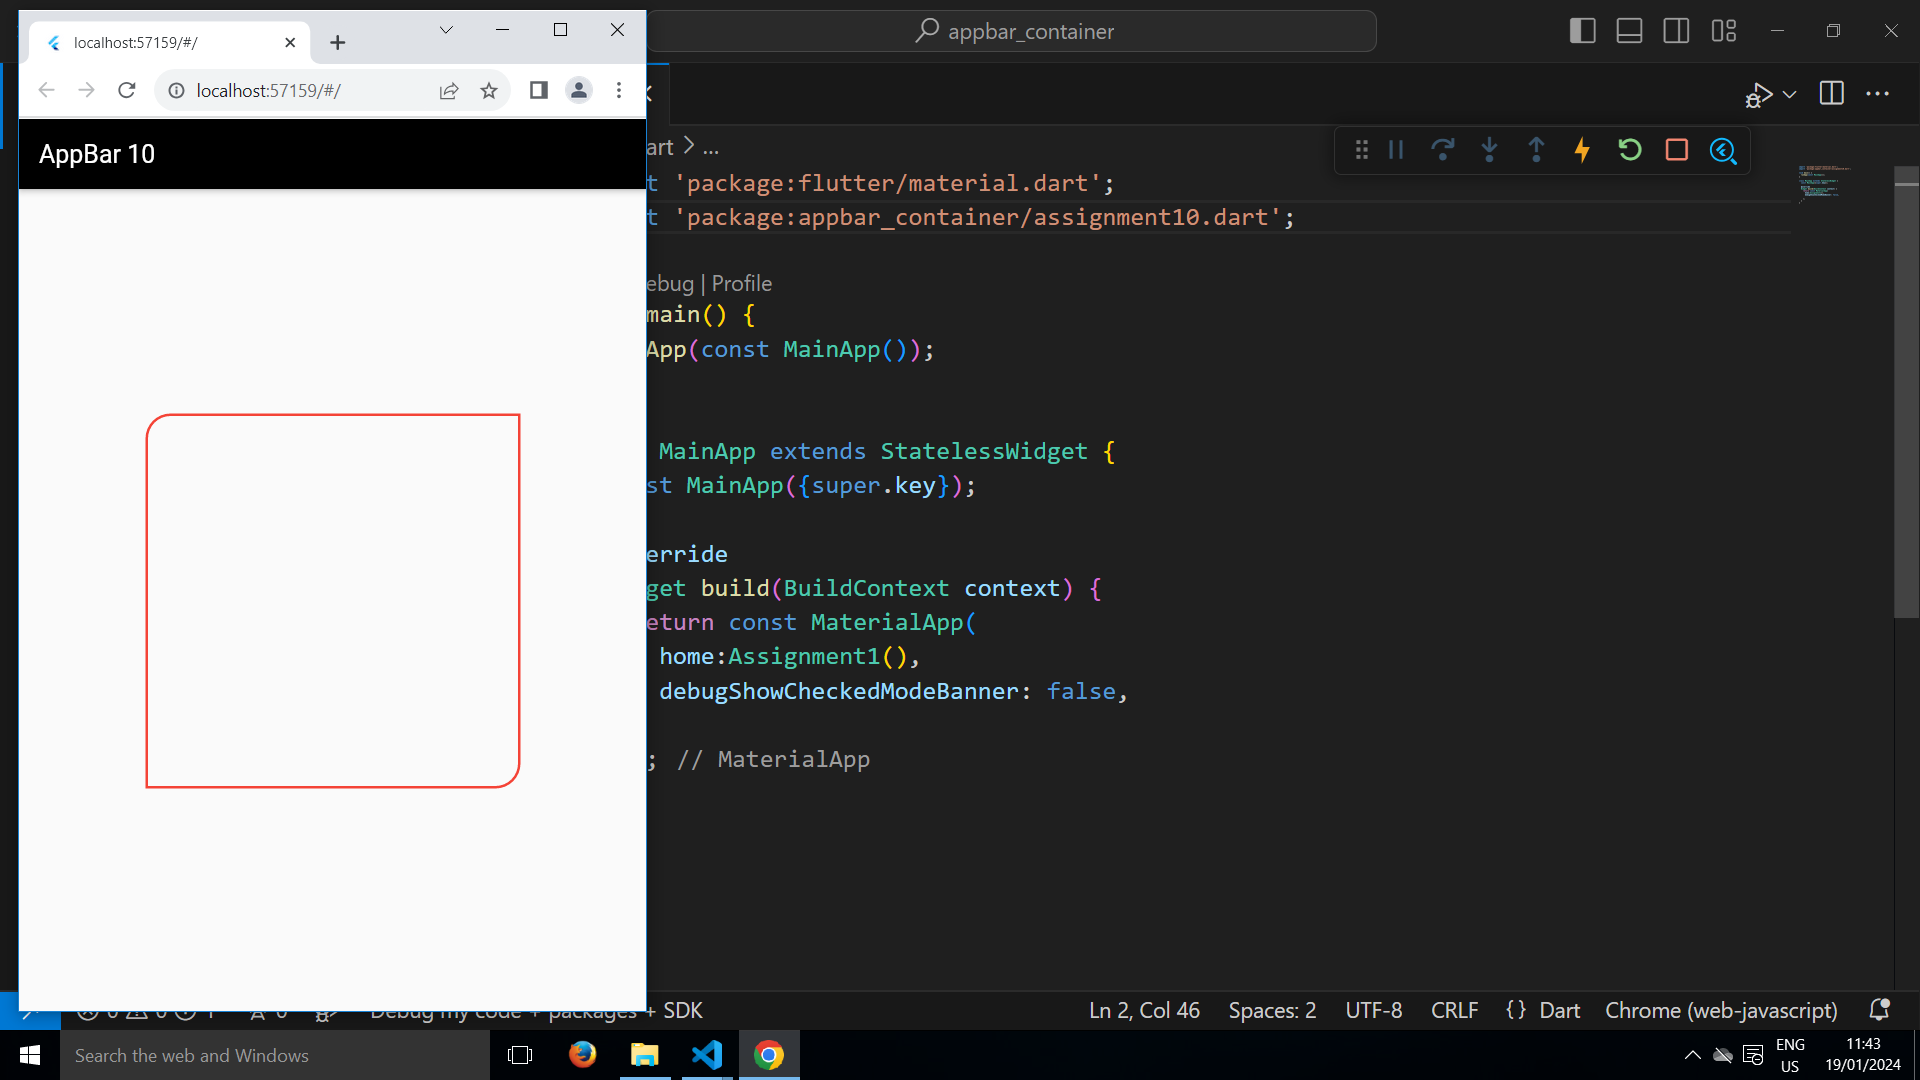 localhost:57159/#/
appbar_container
localhost:57159/#/
AppBar 10
art > ...
t 'package:flutter/material.dart';
t 'package:appbar_container/assignment10.dart';
ebug | Profile
main() {
App(const MainApp());
MainApp extends StatelessWidget {
st MainApp({super.key});
erride
get build(BuildContext context) {
eturn const MaterialApp(
home:Assignment1(),
debugShowCheckedModeBanner: false,
; // MaterialApp
Debug my code + packages + SDK
Ln 2, Col 46
Spaces: 2
UTF-8
CRLF
{} Dart
Chrome (web-javascript)
Search the web and Windows
ENG
US
11:43
19/01/2024